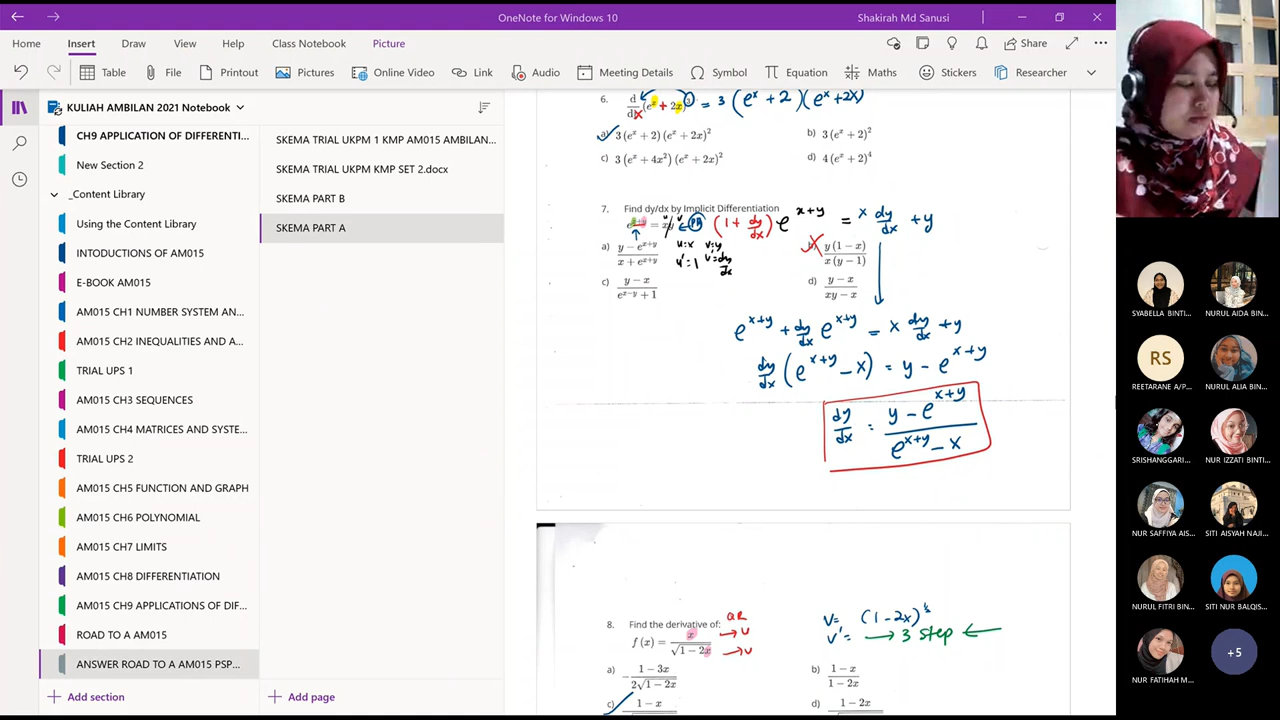 OneNote for Windows 10
Shakirah Md Sanusi
Home Insert Draw View Help Class Notebook Picture
Share
Table File Printout Pictures Online Video Link Audio Meeting Details Symbol Equation Maths Stickers Researcher
KULIAH AMBILAN 2021 Notebook
CH9 APPLICATION OF DIFFERENTI...
New Section 2
_Content Library
Using the Content Library
INTODUCTIONS OF AM015
E-BOOK AM015
AM015 CH1 NUMBER SYSTEM AN...
AM015 CH2 INEQUALITIES AND A...
TRIAL UPS 1
AM015 CH3 SEQUENCES
AM015 CH4 MATRICES AND SYSTE...
TRIAL UPS 2
AM015 CH5 FUNCTION AND GRAPH
AM015 CH6 POLYNOMIAL
AM015 CH7 LIMITS
AM015 CH8 DIFFERENTIATION
AM015 CH9 APPLICATIONS OF DIF...
ROAD TO A AM015
ANSWER ROAD TO A AM015 PSP...
+ Add section
SKEMA TRIAL UKPM 1 KMP AM015 AMBILAN...
SKEMA TRIAL UKPM KMP SET 2.docx
SKEMA PART B
SKEMA PART A
+ Add page
6. d/dx (e^x + 2x)^3 = 3 (e^x + 2) (e^x + 2x)
a) 3 (e^x + 2) (e^x + 2x)^2
b) 3 (e^x + 2)^2
c) 3 (e^x + 4x^2) (e^x + 2x)^2
d) 4 (e^x + 2)^4
7. Find dy/dx by Implicit Differentiation
e^(x+y) = xy PR (1 + dy/dx) e^(x+y) = x dy/dx + y
u=x v=y
u'=1 v'=dy/dx
a) (y − e^(x+y))/(x + e^(x+y))
b) y (1 − x)/x (y − 1)
c) (y − x)/(e^(x−y) + 1)
d) (y − x)/(xy − x)
e^(x+y) + dy/dx e^(x+y) = x dy/dx + y
dy/dx (e^(x+y) − x) = y − e^(x+y)
dy/dx = (y − e^(x+y))/(e^(x+y) − x)
8. Find the derivative of: QR
f (x) = x/√(1 − 2x) → u → v
v = (1−2x)^½
v' = → 3 step ←
a) −(1 − 3x)/(2√(1 − 2x))
b) (1 − x)/(1 − 2x)
c) 1 − x
d) 1 − 2x
SYABELLA BINTI...
NURUL AIDA BIN...
RS
REETARANE A/P...
NURUL ALIA BIN...
SRISHANGGARI...
NUR IZZATI BINTI...
NUR SAFFIYA AIS...
SITI AISYAH NAJI...
NURUL FITRI BIN...
SITI NUR BALQIS...
NUR FATIHAH M...
+5